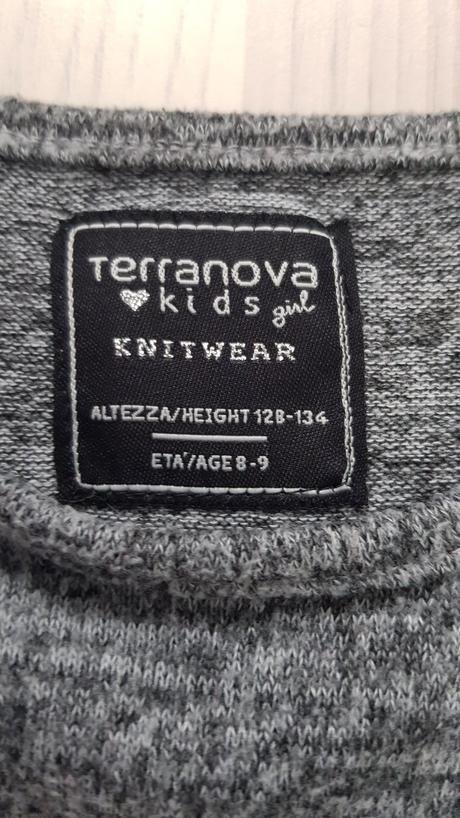 Terranova
kids girl
KNITWEAR
ALTEZZA/HEIGHT 128-134
ETA'/AGE 8-9